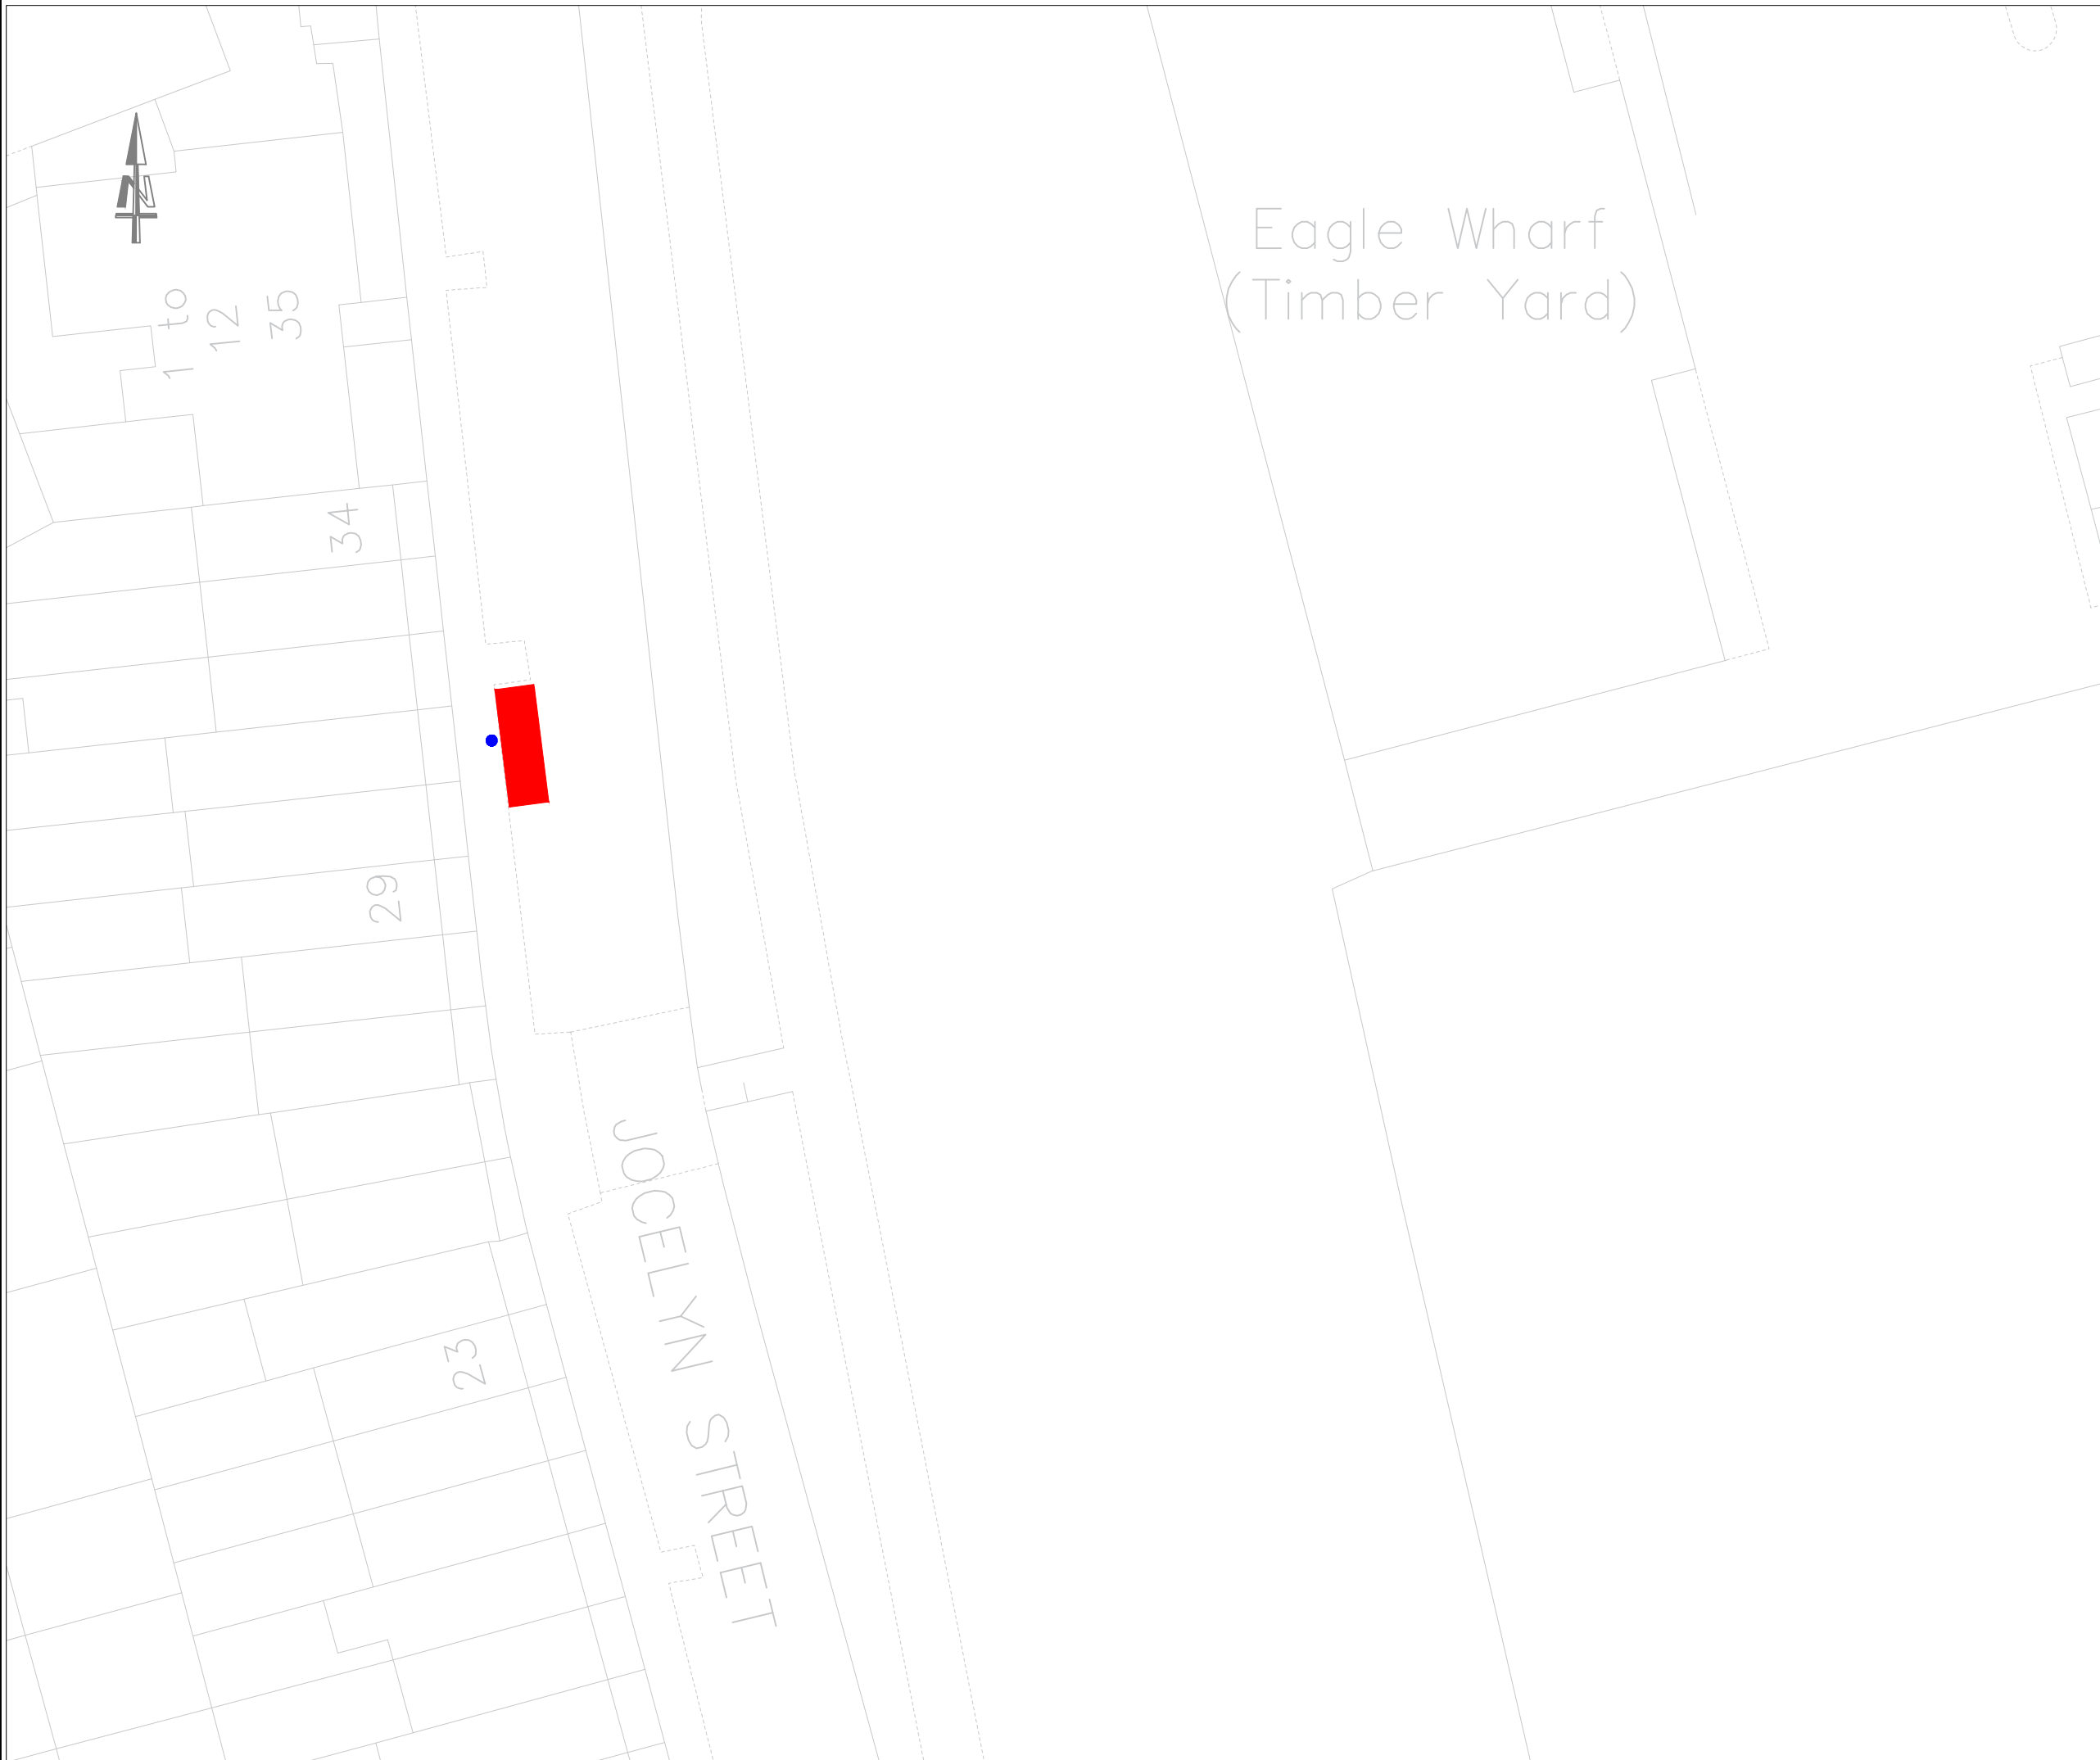 N
Eagle Wharf
(Timber Yard)
1 to
12
35
34
29
JOCELYN STREET
23